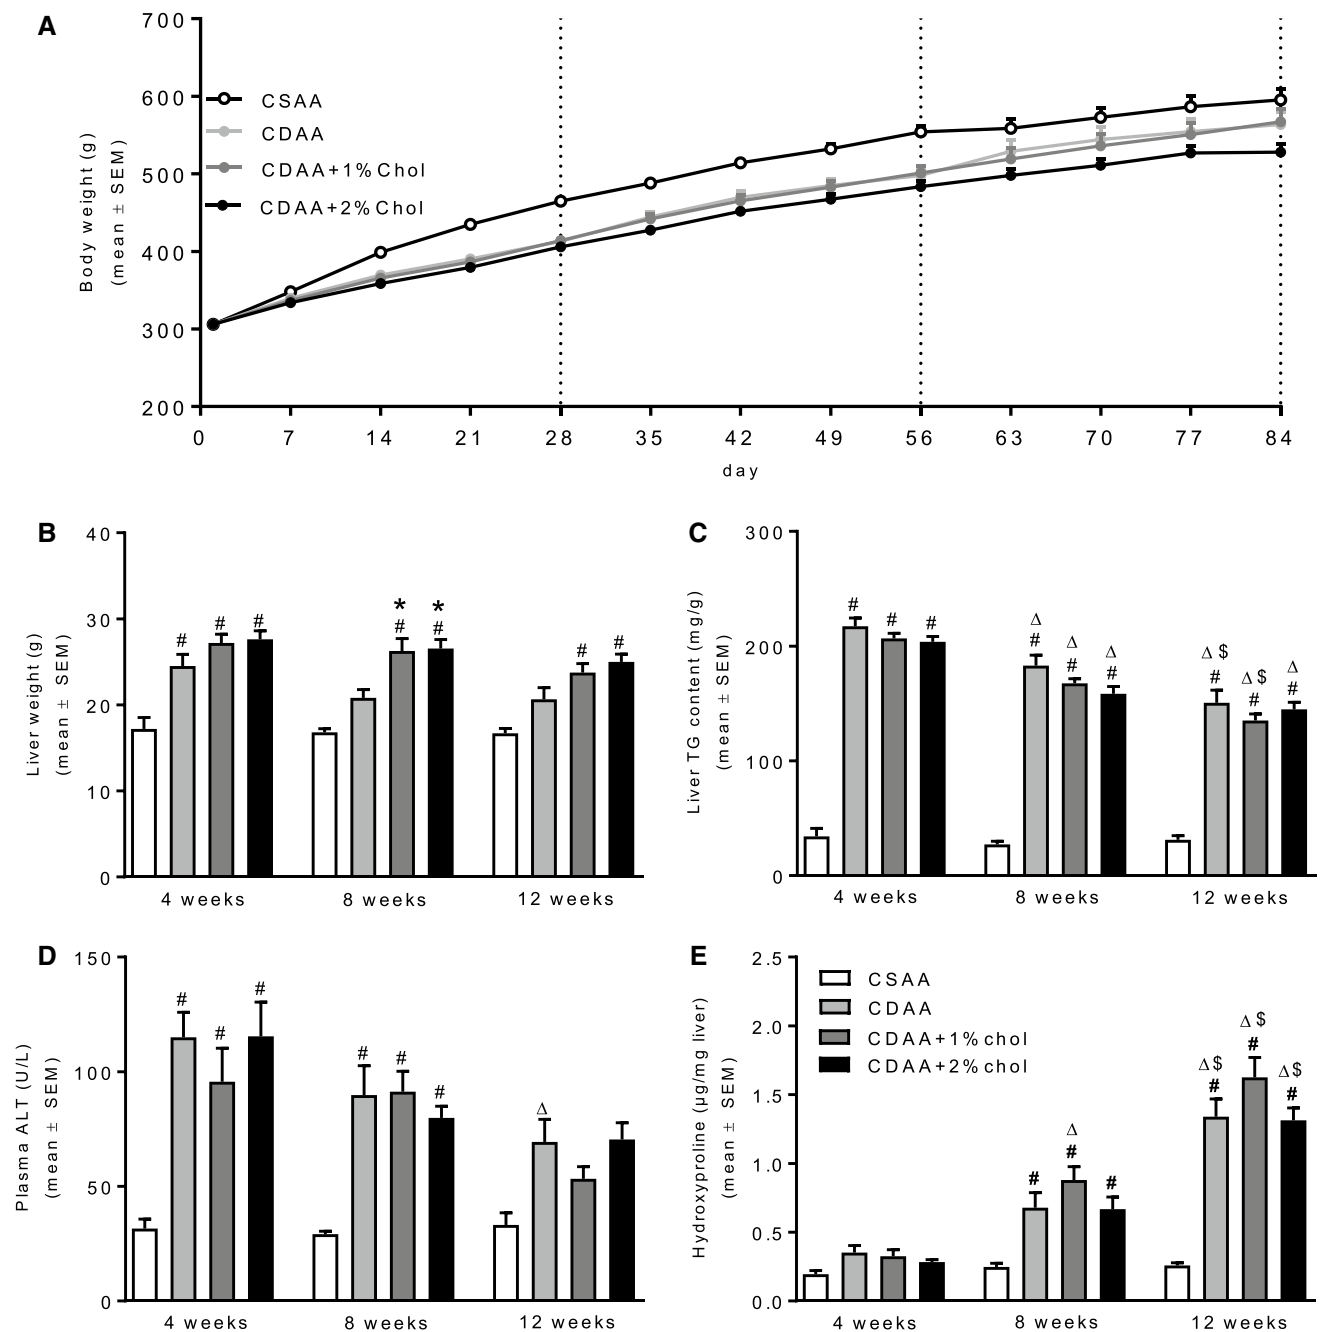 A
700
600
500
400
300
200
Body weight (g)
(mean ± SEM)
CSAA
CDAA
CDAA+1% Chol
CDAA+2% Chol
0 7 14 21 28 35 42 49 56 63 70 77 84
day
B
40
30
20
10
0
Liver weight (g)
(mean ± SEM)
# # #
* *
# #
# #
4 weeks 8 weeks 12 weeks
C
300
200
100
0
Liver TG content (mg/g)
(mean ± SEM)
# # #
Δ Δ Δ
# # #
Δ $ Δ $ Δ
# # #
4 weeks 8 weeks 12 weeks
D
150
100
50
0
Plasma ALT (U/L)
(mean ± SEM)
# # #
# # #
Δ
4 weeks 8 weeks 12 weeks
E
2.5
2.0
1.5
1.0
0.5
0.0
Hydroxyproline (µg/mg liver)
(mean ± SEM)
CSAA
CDAA
CDAA+1% chol
CDAA+2% chol
Δ
# # #
Δ $ Δ $ Δ $
# # #
4 weeks 8 weeks 12 weeks